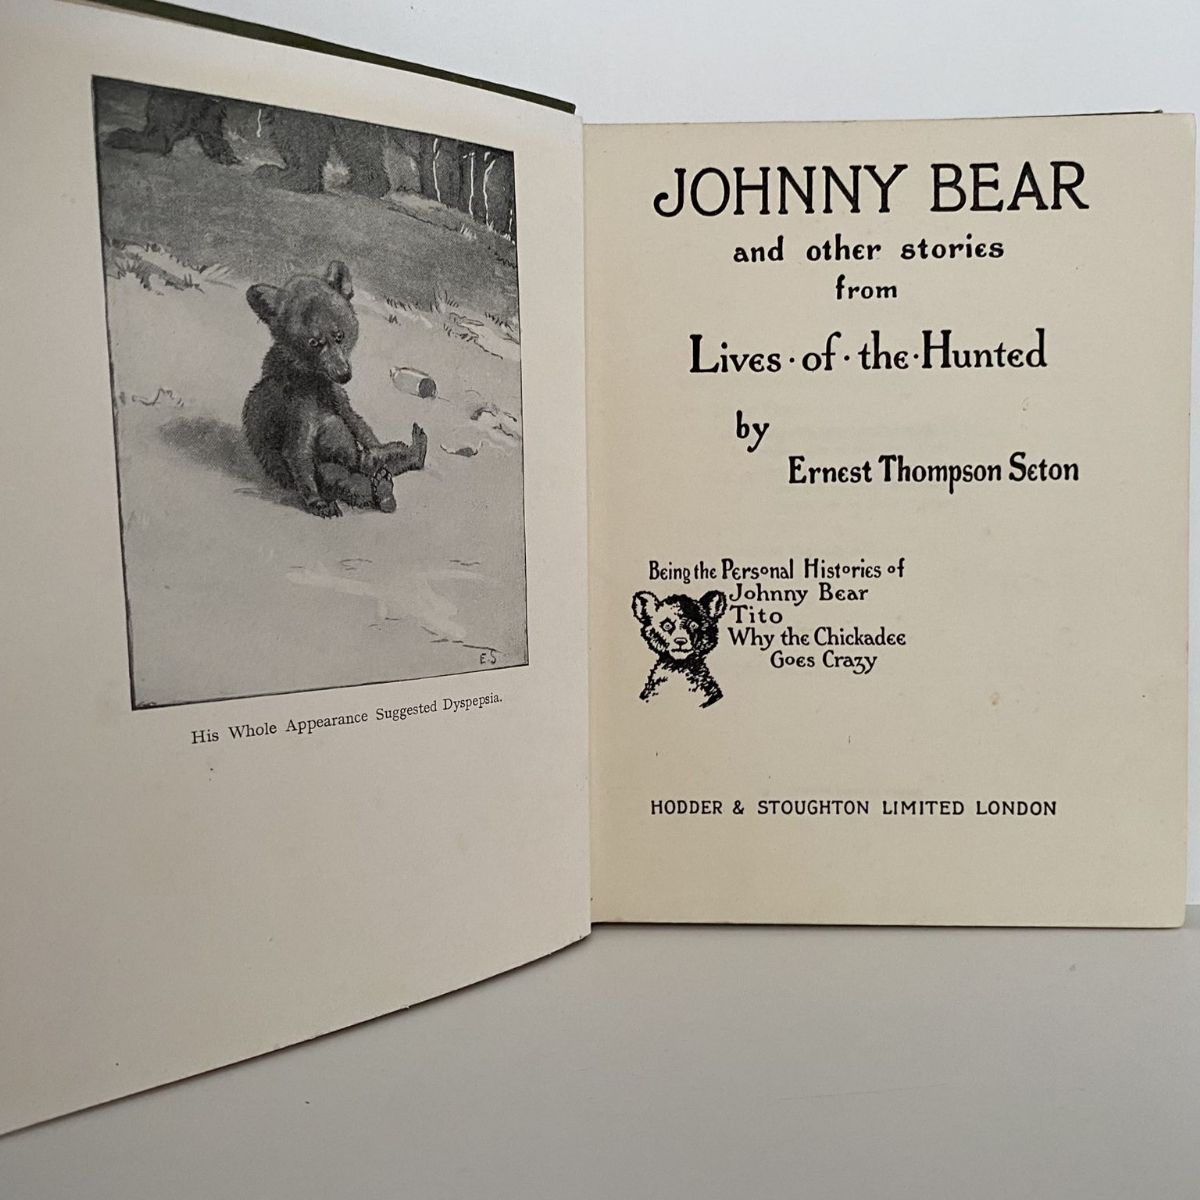 E.S
His Whole Appearance Suggested Dyspepsia.
JOHNNY BEAR
and other stories
from
Lives·of·the·Hunted
by
Ernest Thompson Seton
Being the Personal Histories of
Johnny Bear
Tito
Why the Chickadee
Goes Crazy
HODDER & STOUGHTON LIMITED LONDON